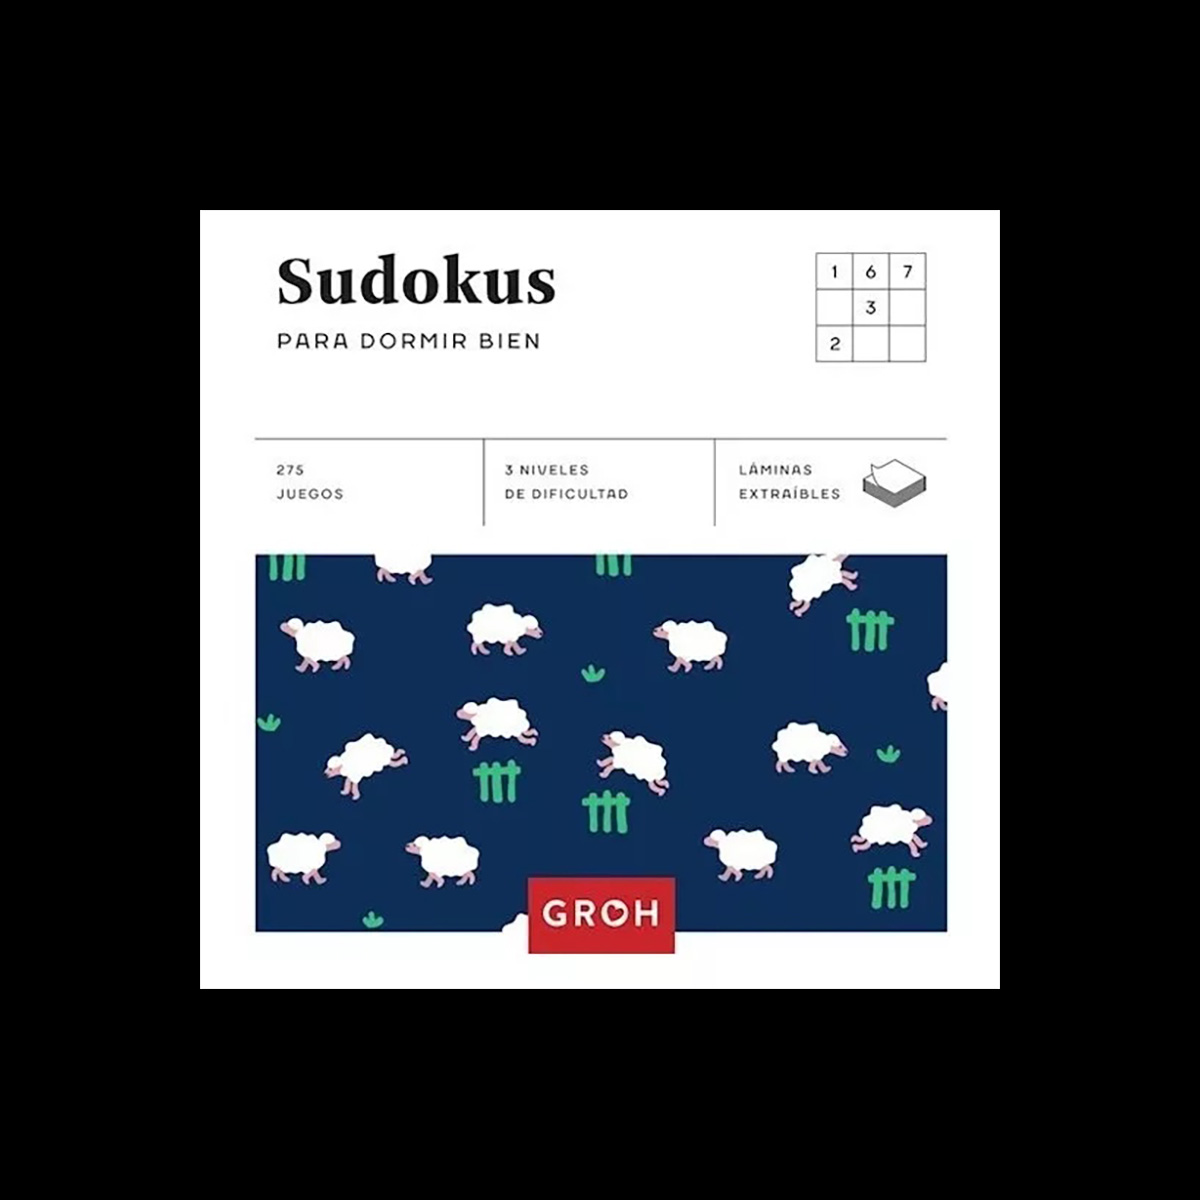 Sudokus
PARA DORMIR BIEN
1 6 7
3
2
275
JUEGOS
3 NIVELES
DE DIFICULTAD
LÁMINAS
EXTRAÍBLES
GROH